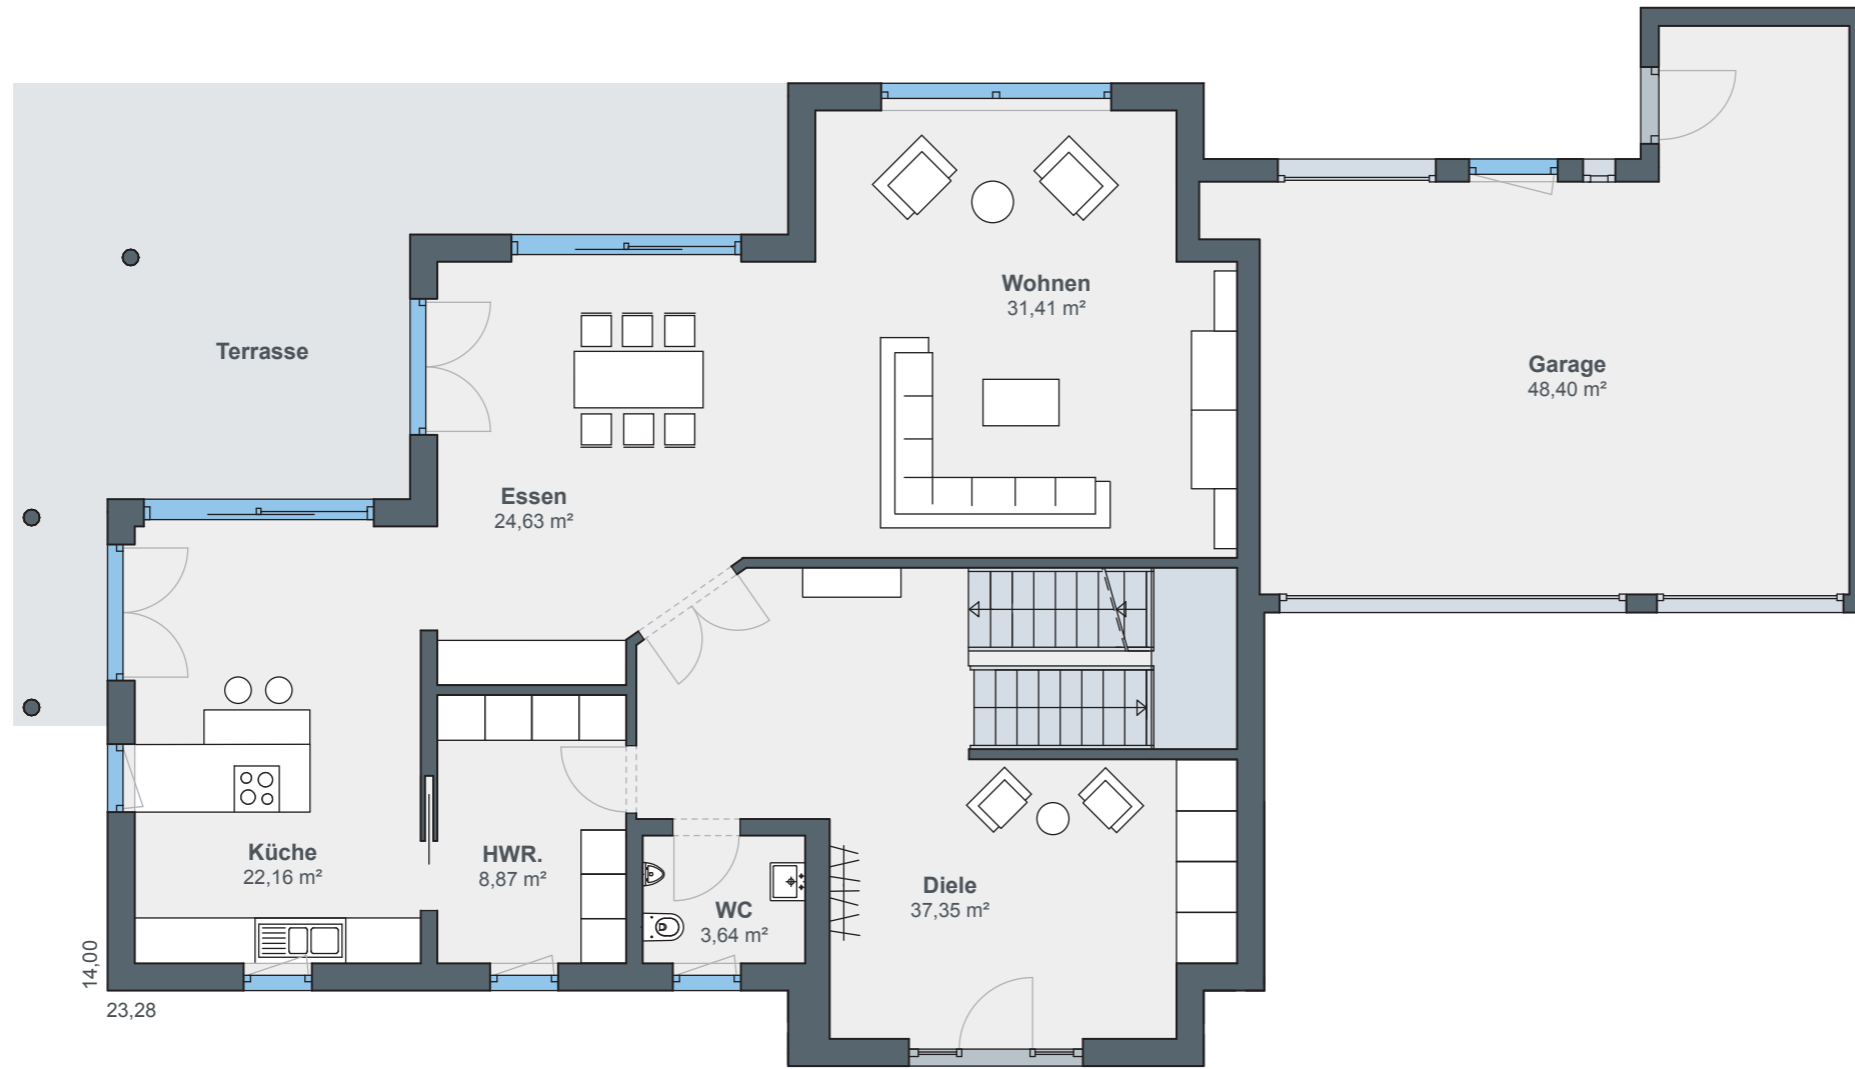 Wohnen
31,41 m²
Terrasse
Garage
48,40 m²
Essen
24,63 m²
Küche
22,16 m²
HWR.
8,87 m²
WC
3,64 m²
Diele
37,35 m²
14,00
23,28